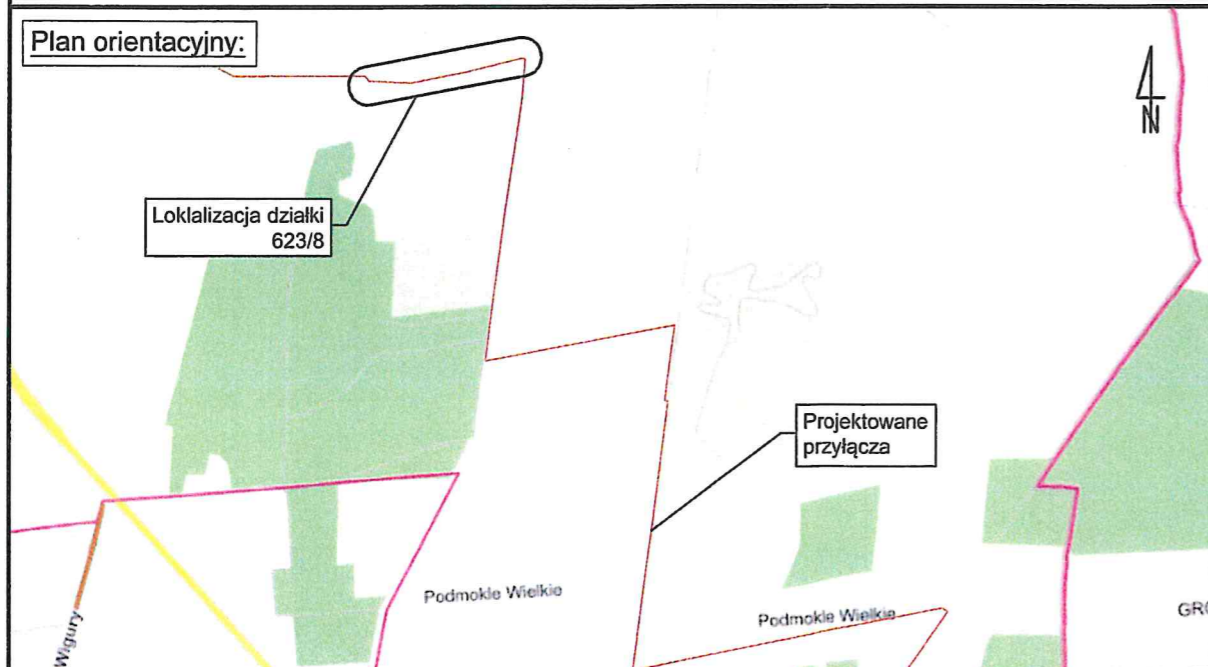 Plan orientacyjny:
N
Loklalizacja działki
623/8
Projektowane
przyłącza
Podmokle Wielkie
Podmokle Wielkie
Wigury